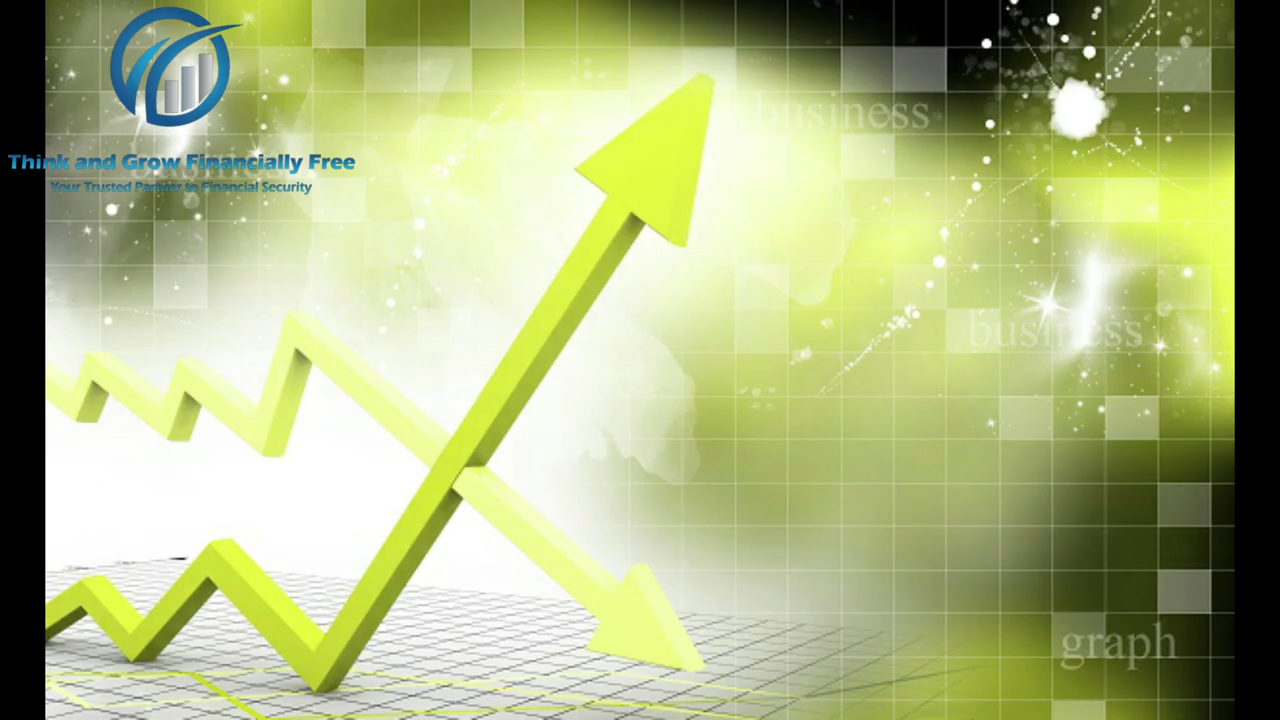 Think and Grow Financially Free
Your Trusted Partner to Financial Security
business
business
graph